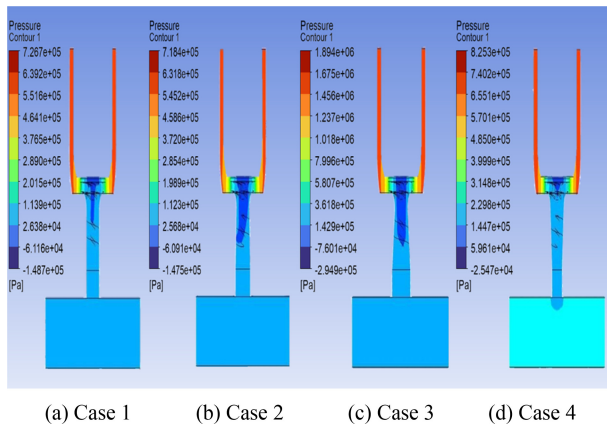 Pressure
Contour 1
7.267e+05
6.392e+05
5.516e+05
4.641e+05
3.765e+05
2.890e+05
2.015e+05
1.139e+05
2.638e+04
-6.116e+04
-1.487e+05
[Pa]
Pressure
Contour 1
7.184e+05
6.318e+05
5.452e+05
4.586e+05
3.720e+05
2.855e+05
1.989e+05
1.123e+05
2.568e+04
-6.091e+04
-1.475e+05
[Pa]
Pressure
Contour 1
1.894e+06
1.675e+06
1.456e+06
1.237e+06
1.018e+06
7.996e+05
5.807e+05
3.618e+05
1.429e+05
-7.601e+04
-2.949e+05
[Pa]
Pressure
Contour 1
8.253e+05
7.402e+05
6.551e+05
5.701e+05
4.850e+05
3.999e+05
3.148e+05
2.298e+05
1.447e+05
5.961e+04
-2.547e+04
[Pa]
(a) Case 1
(b) Case 2
(c) Case 3
(d) Case 4